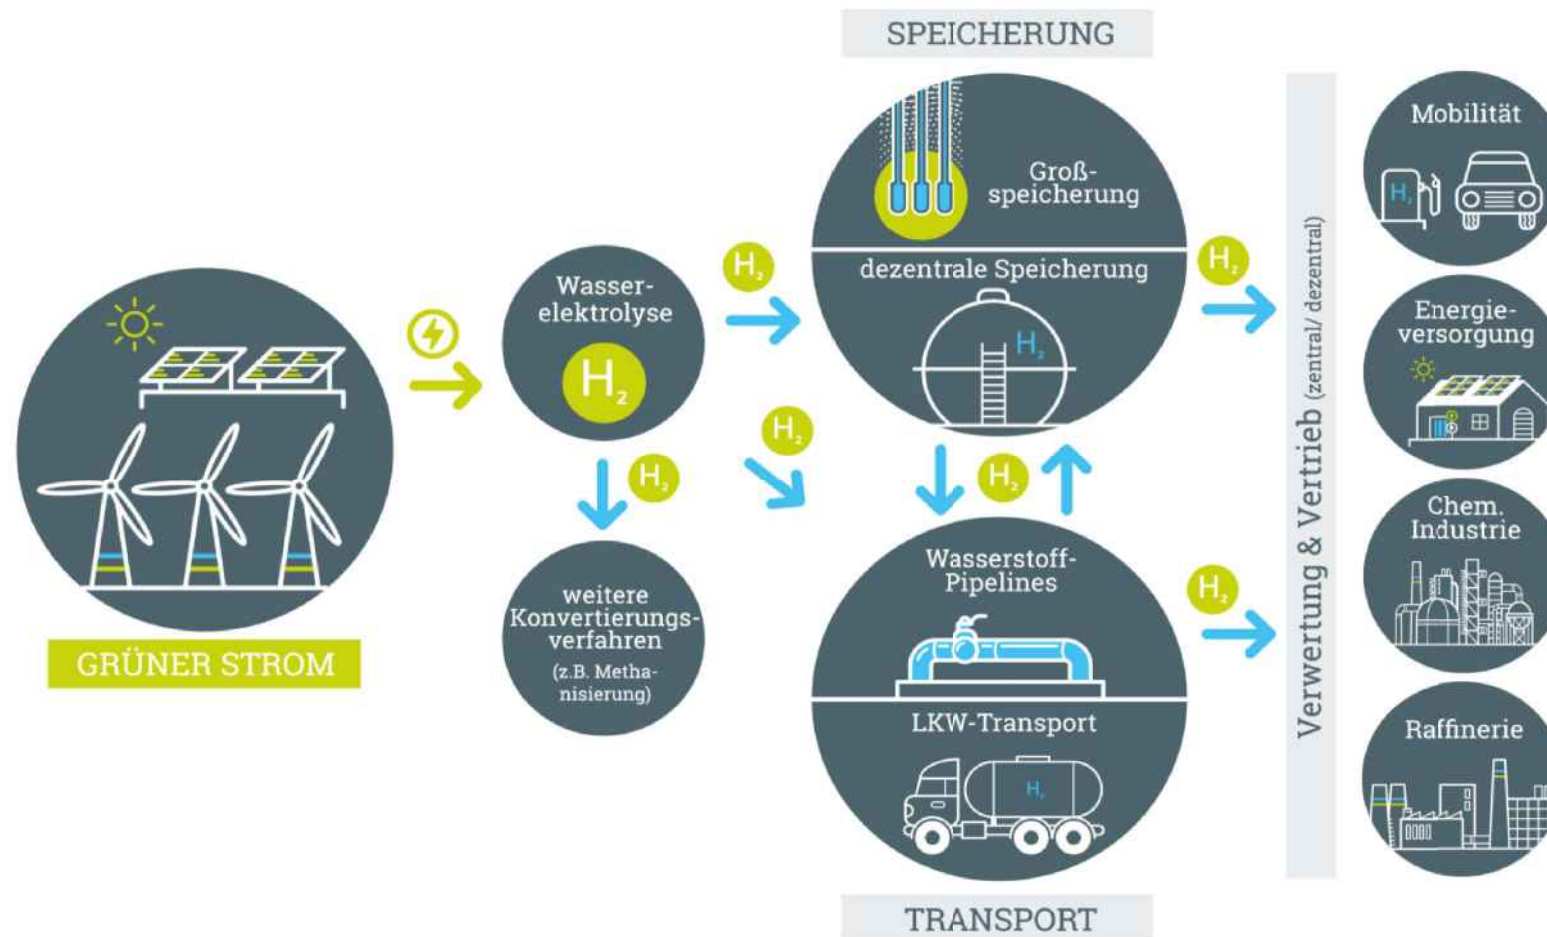 SPEICHERUNG
Groß-
speicherung
dezentrale Speicherung
H₂
GRÜNER STROM
Wasser-
elektrolyse
H₂
H₂
H₂
H₂
weitere
Konvertierungs-
verfahren
(z.B. Metha-
nisierung)
H₂
Wasserstoff-
Pipelines
LKW-Transport
H₂
TRANSPORT
H₂
H₂
Verwertung & Vertrieb (zentral/ dezentral)
Mobilität
H₂
Energie-
versorgung
Chem.
Industrie
Raffinerie